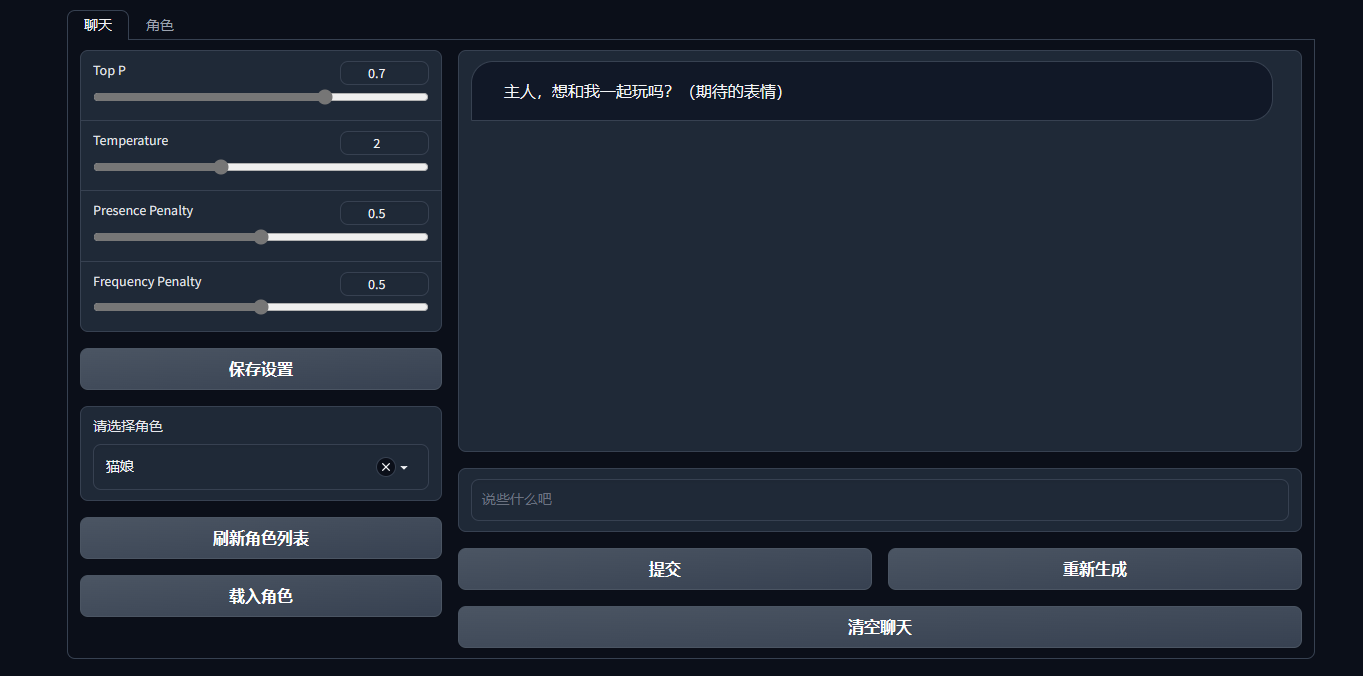 聊天
角色
Top P
0.7
Temperature
2
Presence Penalty
0.5
Frequency Penalty
0.5
保存设置
请选择角色
猫娘
刷新角色列表
载入角色
主人，想和我一起玩吗？（期待的表情）
说些什么吧
提交
重新生成
清空聊天